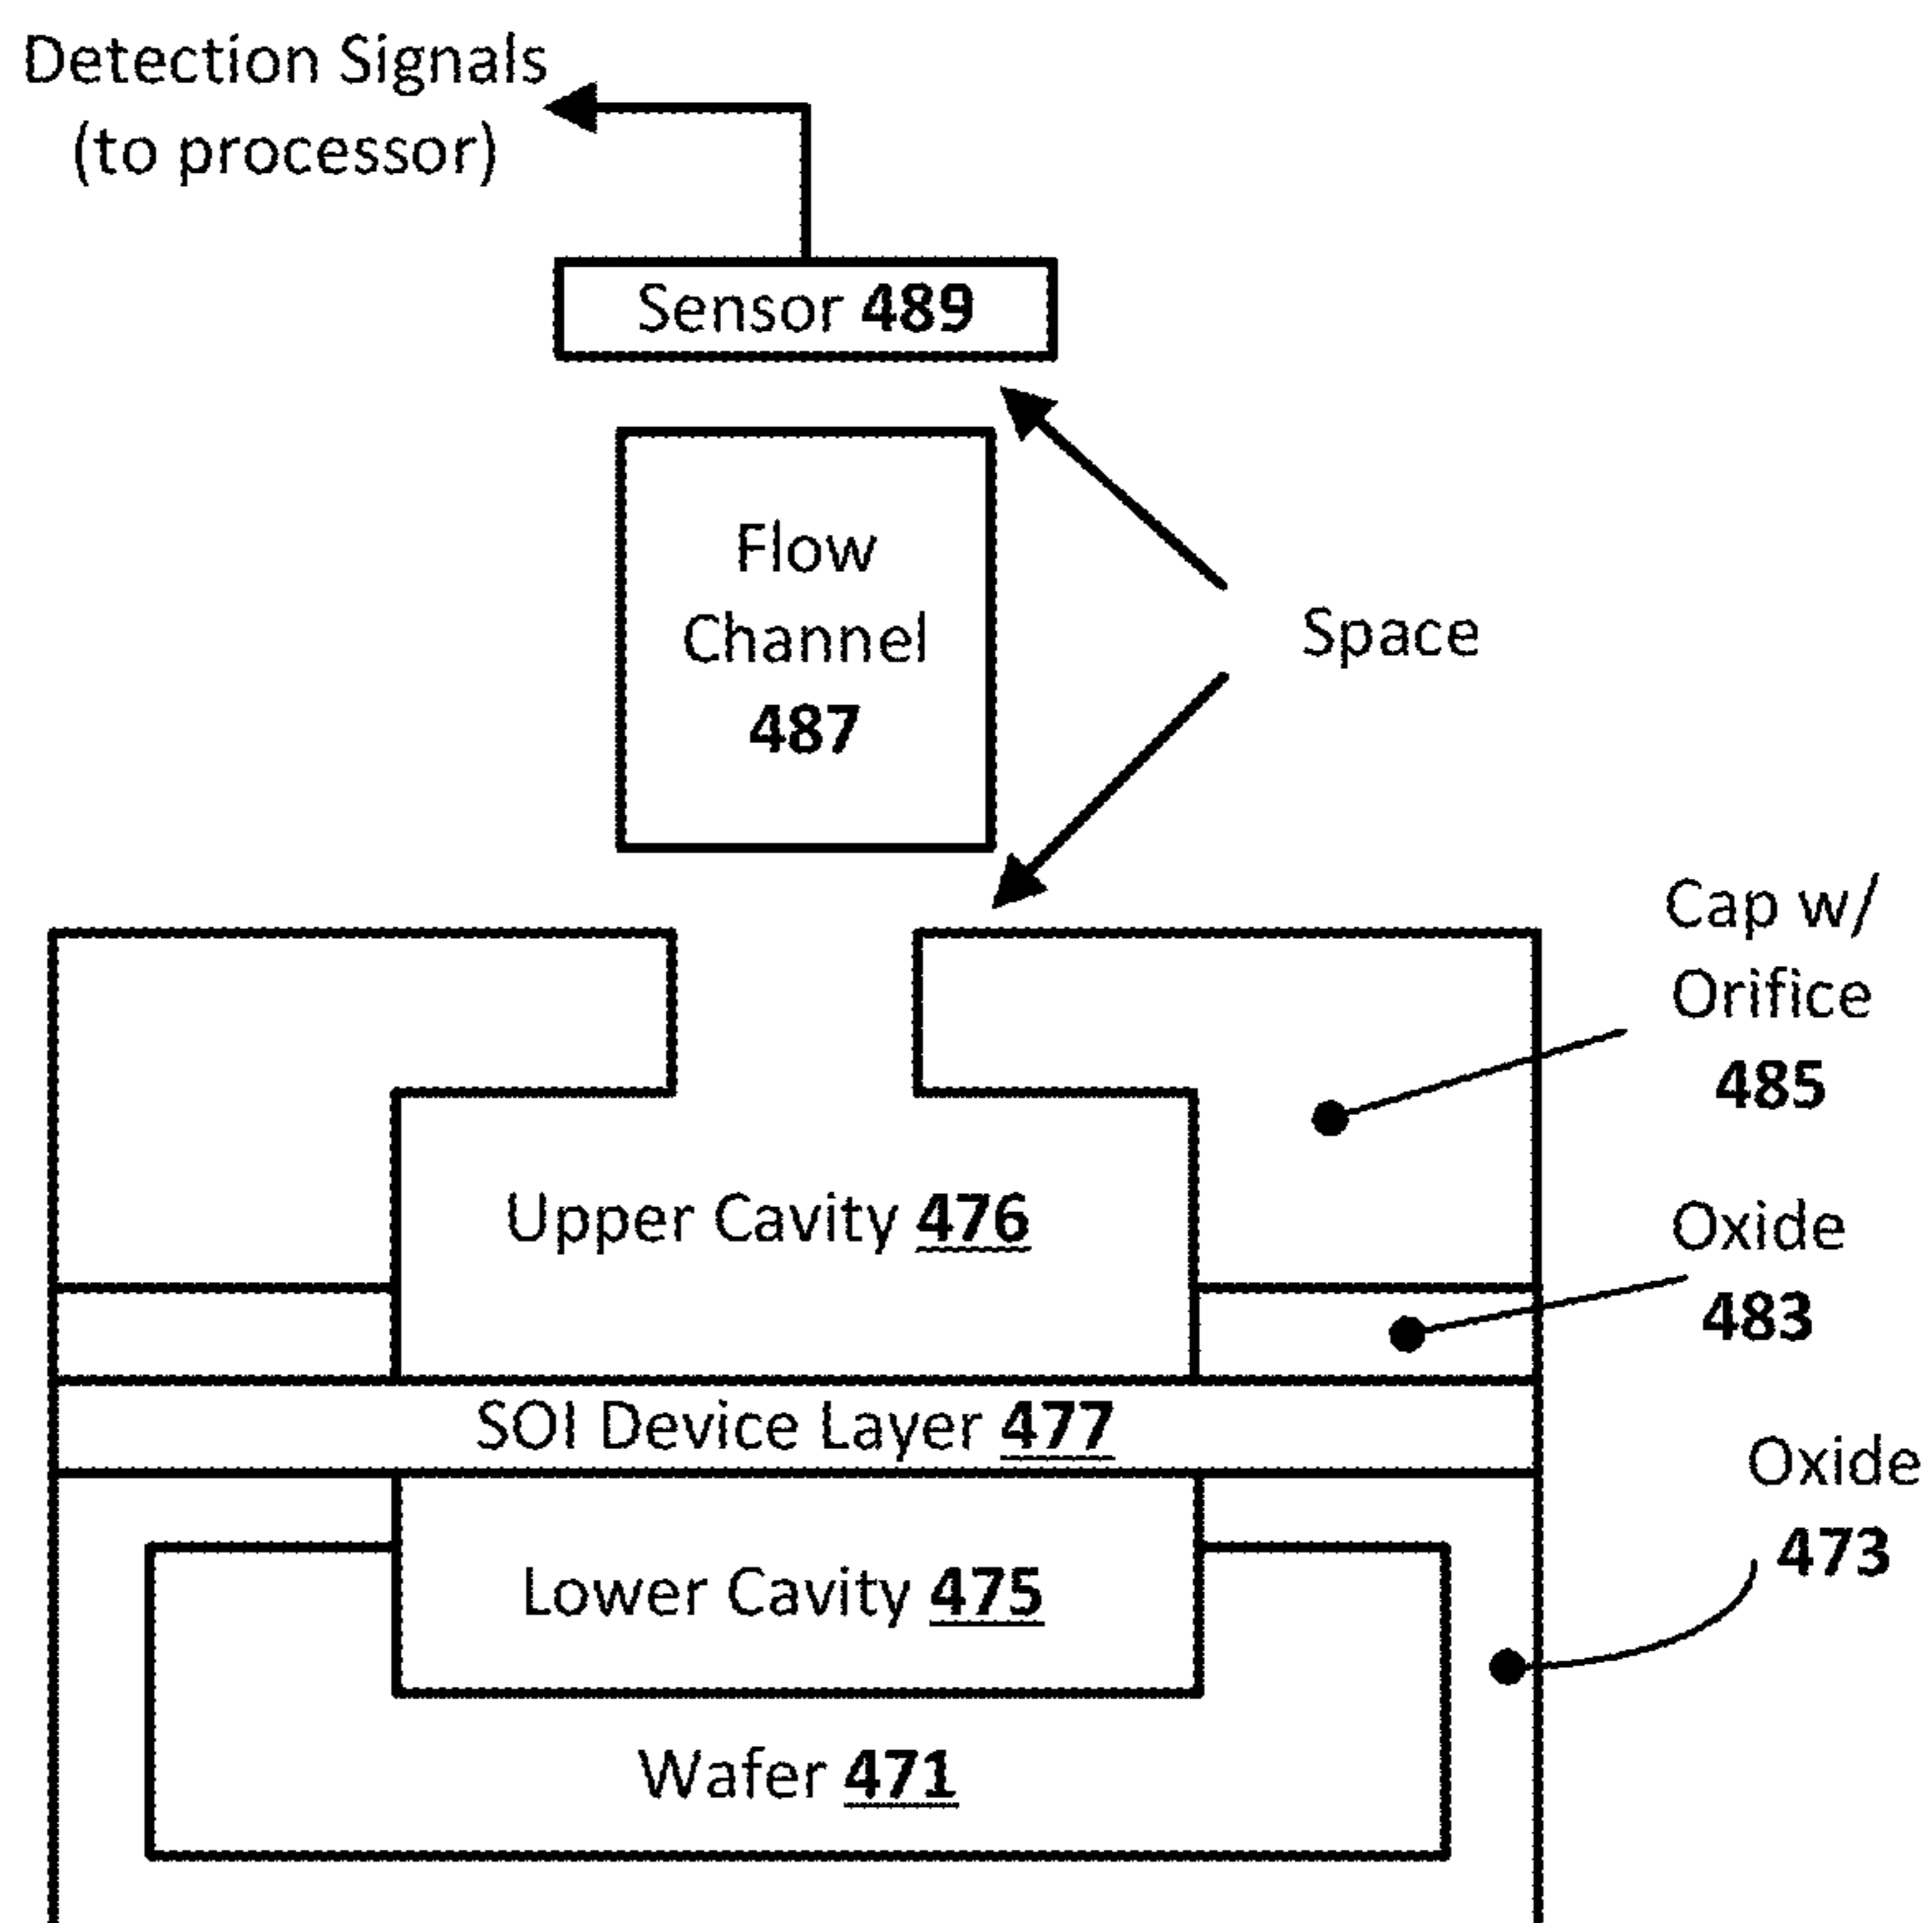 Detection Signals
(to processor)
Sensor 489
Flow
Channel
487
Space
Cap w/
Orifice
485
Upper Cavity 476
Oxide
483
SOI Device Layer 477
Oxide
473
Lower Cavity 475
Wafer 471